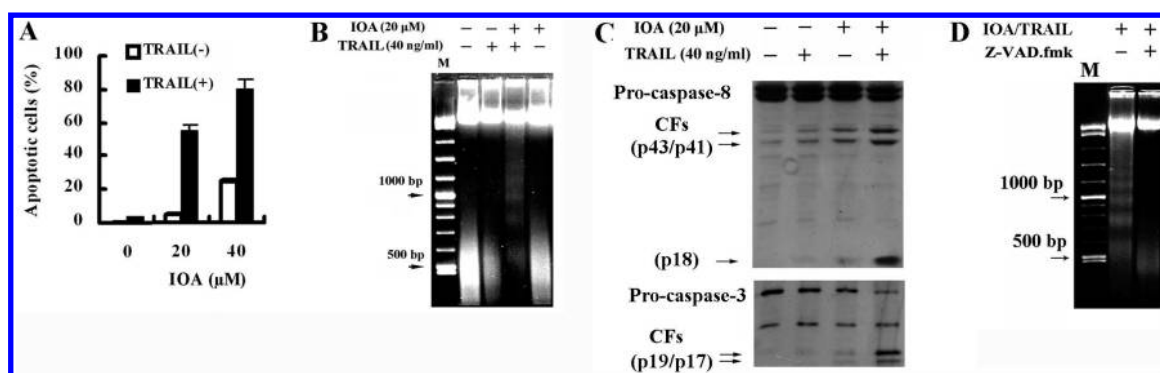 A
TRAIL(-)
TRAIL(+)
Apoptotic cells (%)
100
80
60
40
20
0
0 20 40
IOA (µM)
B
IOA (20 µM) – – + +
TRAIL (40 ng/ml) – + + –
M
1000 bp
500 bp
C
IOA (20 µM) – – + +
TRAIL (40 ng/ml) – + – +
Pro-caspase-8
CFs
(p43/p41)
(p18)
Pro-caspase-3
CFs
(p19/p17)
D
IOA/TRAIL + +
Z-VAD.fmk – +
M
1000 bp
500 bp